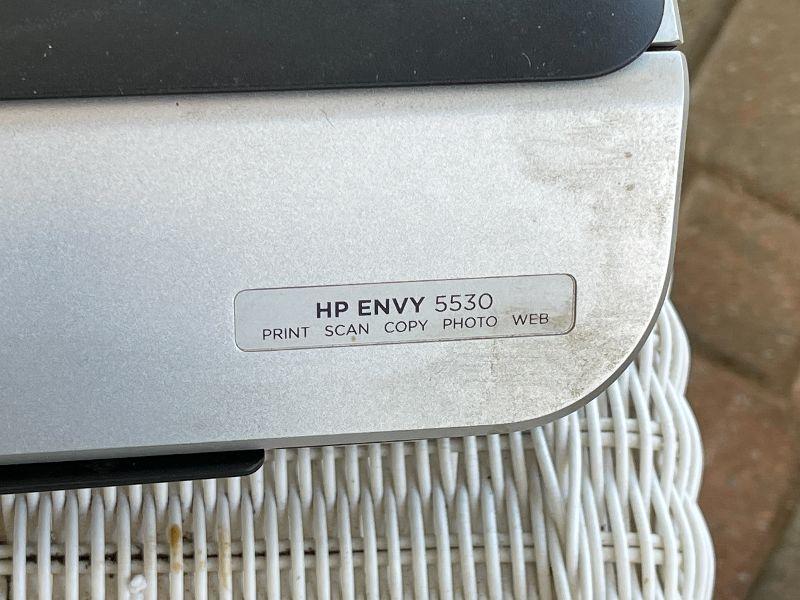 HP ENVY 5530
PRINT SCAN COPY PHOTO WEB